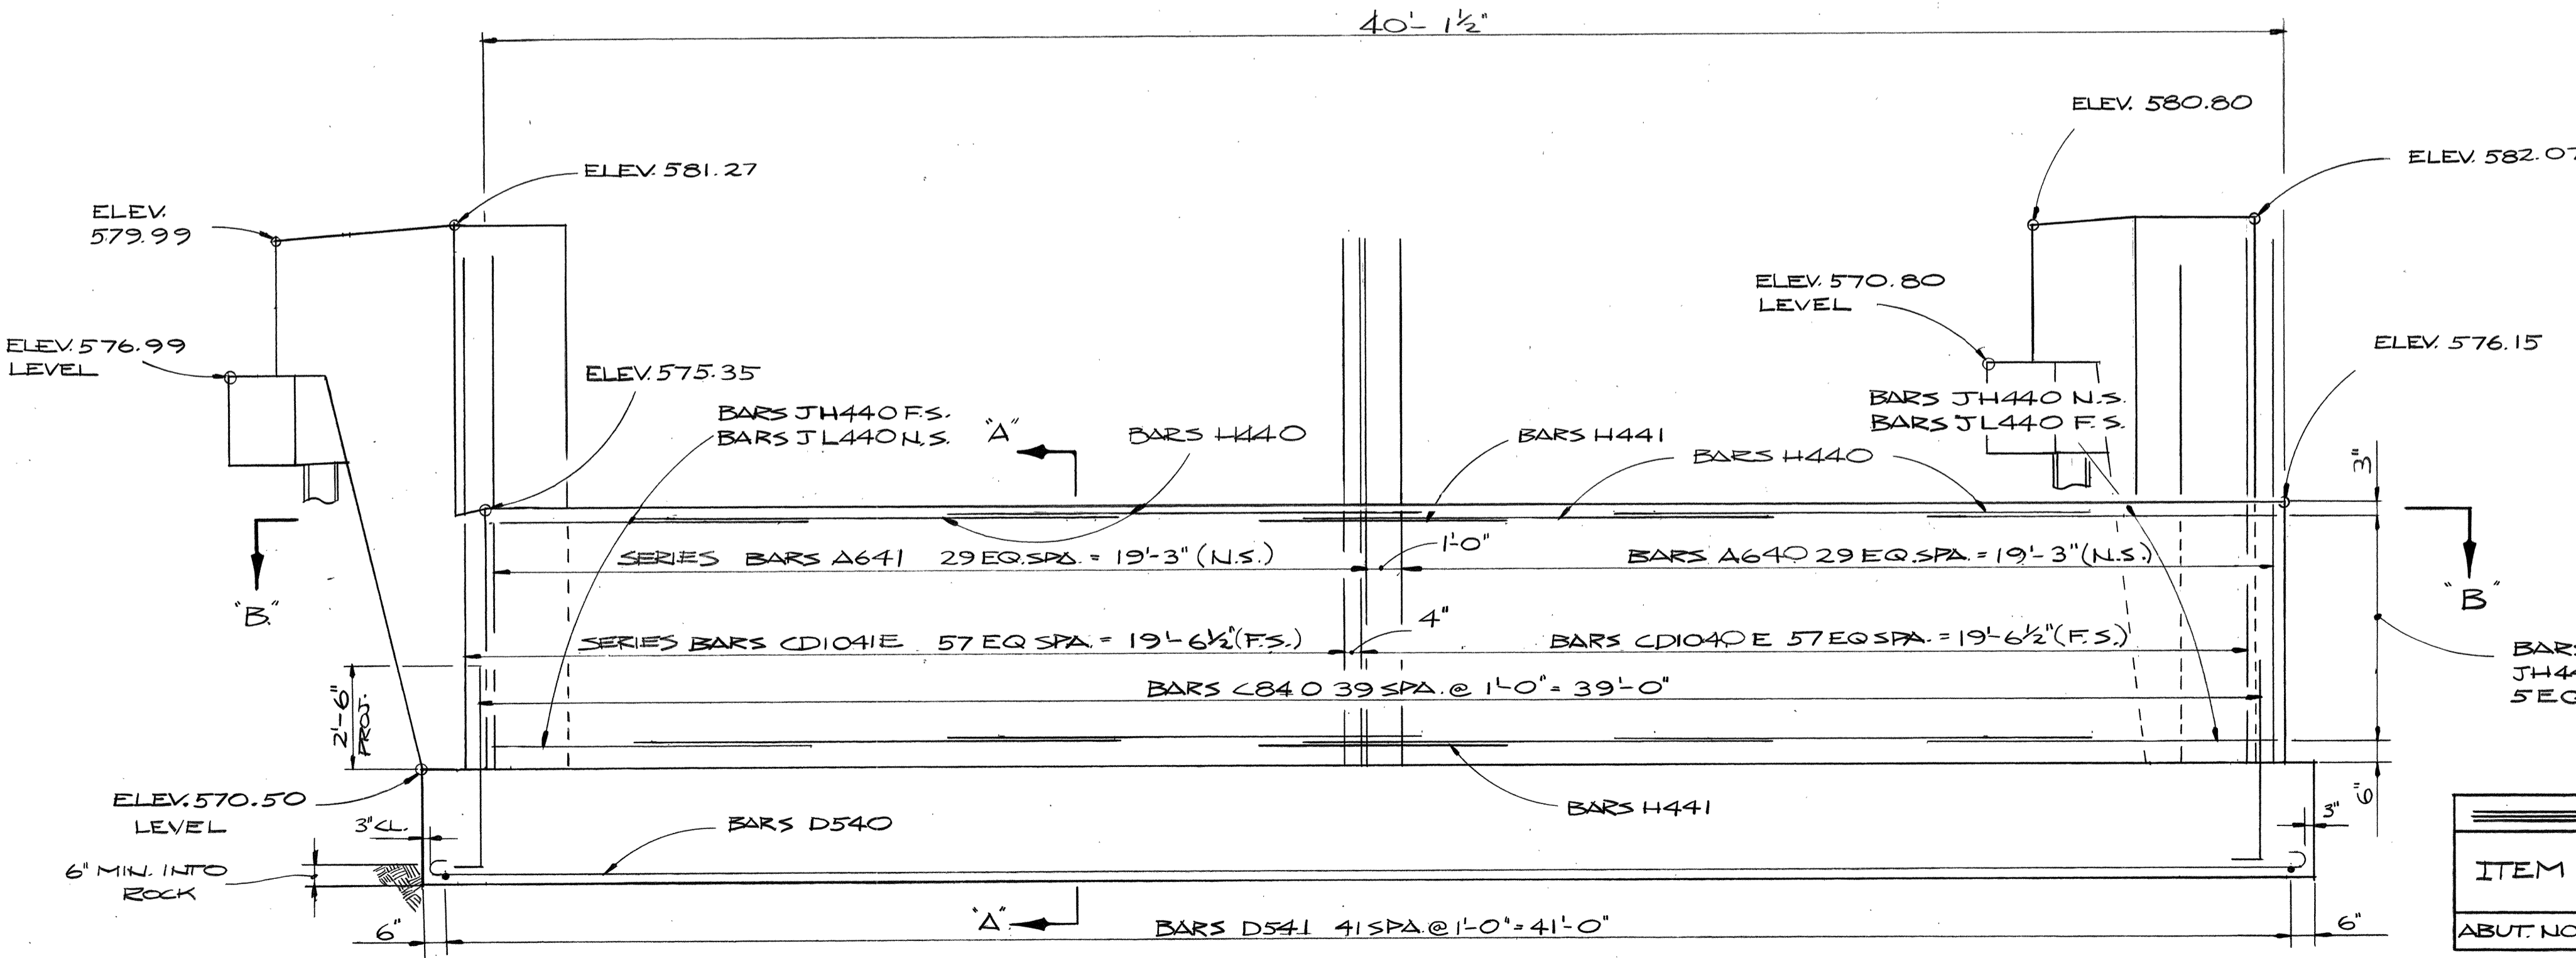 40'- 1½"
ELEV. 580.80
ELEV. 582.07
ELEV. 581.27
ELEV.
579.99
ELEV. 570.80
LEVEL
ELEV. 576.99
LEVEL
ELEV. 576.15
ELEV. 575.35
BARS JH440 F.S.
BARS JL440 N.S.
"A"
BARS H440
BARS H441
BARS H440
BARS JH440 N.S.
BARS JL440 F.S.
3"
SERIES BARS A641 29 EQ.SPA. = 19'-3" (N.S.)
1'-0"
BARS A640 29 EQ.SPA. = 19'-3" (N.S.)
"B"
"B"
4"
SERIES BARS CD1041E 57 EQ SPA. = 19'-6½" (F.S.)
BARS CD1040E 57 EQ SPA. = 19'-6½" (F.S.)
BARS C840 39 SPA. @ 1'-0" = 39'-0"
2'-6"
PROJ.
5 EQ
6"
ELEV. 570.50
LEVEL
BARS H441
3" CL.
BARS D540
3"
6" MIN. INTO
ROCK
ITEM
"A"
6"
BARS D541 41 SPA. @ 1'-0" = 41'-0"
6"
ABUT. NO